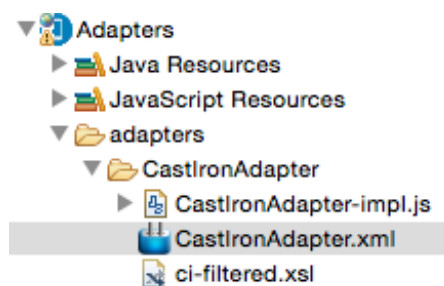 Adapters
Java Resources
JavaScript Resources
adapters
CastIronAdapter
CastIronAdapter-impl.js
CastIronAdapter.xml
ci-filtered.xsl